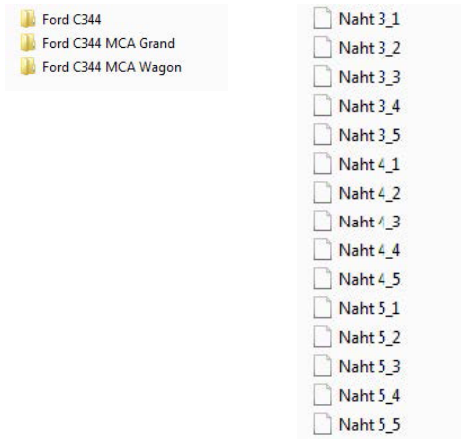 Ford C344
Ford C344 MCA Grand
Ford C344 MCA Wagon
Naht 3_1
Naht 3_2
Naht 3_3
Naht 3_4
Naht 3_5
Naht 4_1
Naht 4_2
Naht 4_3
Naht 4_4
Naht 4_5
Naht 5_1
Naht 5_2
Naht 5_3
Naht 5_4
Naht 5_5